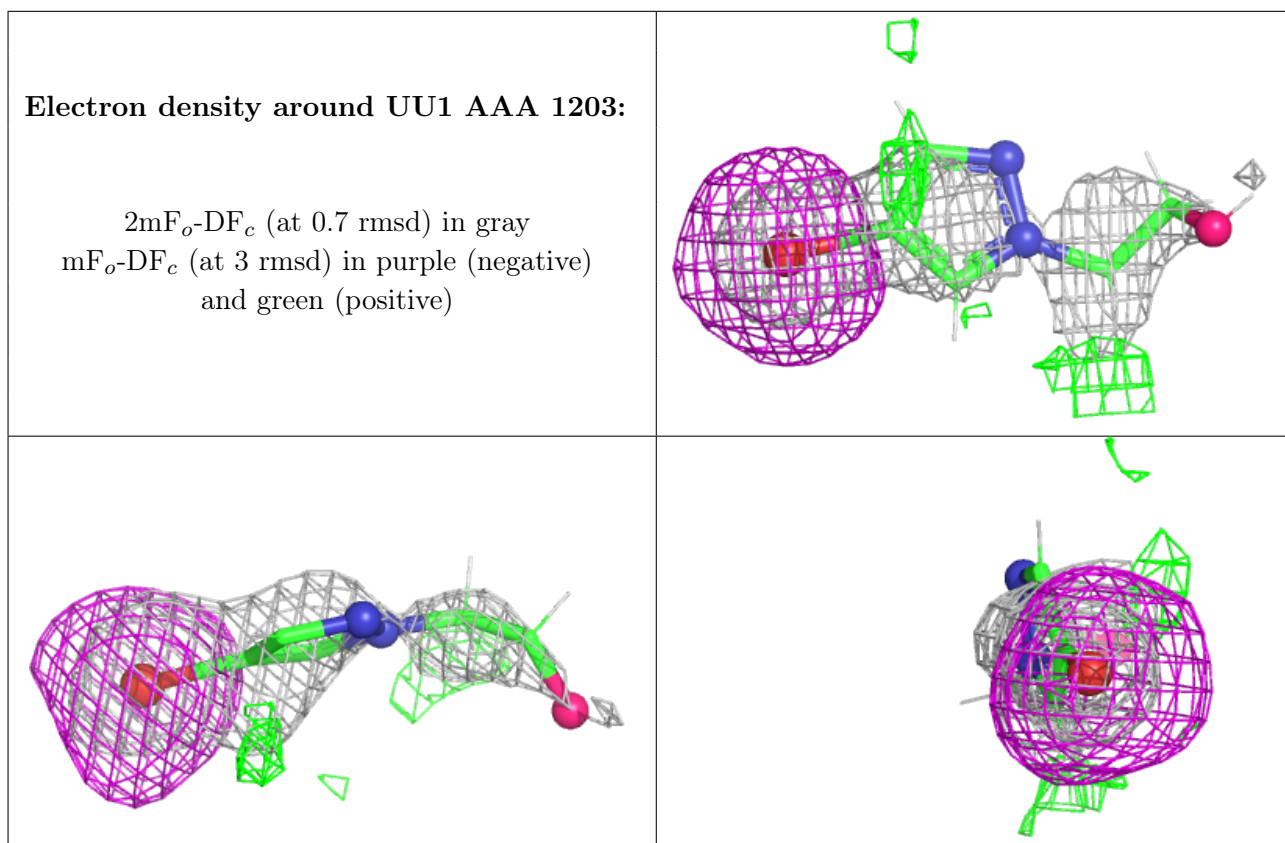 Electron density around UU1 AAA 1203:
2mFo-DFc (at 0.7 rmsd) in gray
mFo-DFc (at 3 rmsd) in purple (negative)
and green (positive)